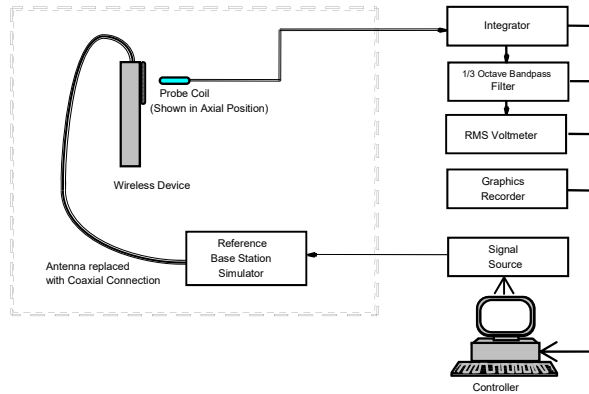 Integrator
1/3 Octave Bandpass
Filter
RMS Voltmeter
Graphics
Recorder
Probe Coil
(Shown in Axial Position)
Wireless Device
Antenna replaced
with Coaxial Connection
Reference
Base Station
Simulator
Signal
Source
Controller